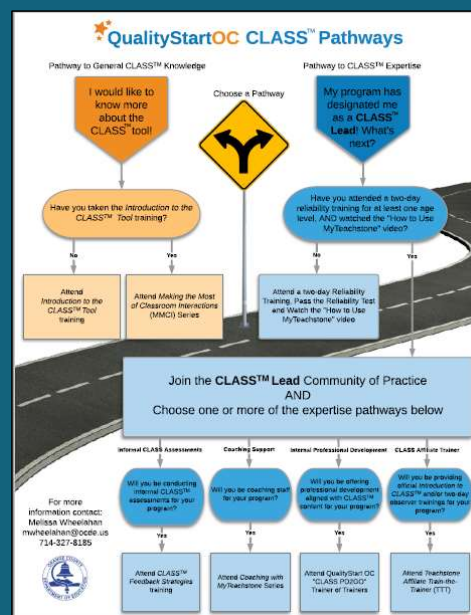 QualityStartOC CLASS™ Pathways
Pathway to General CLASS™ Knowledge
I would like to
know more
about the
CLASS™ tool!
Choose a Pathway
Pathway to CLASS™ Expertise
My program has
designated me
as a CLASS™
Lead! What's
next?
Have you taken the Introduction to the
CLASS™ Tool training?
Have you attended a two-day
reliability training for at least one age
level, AND watched the "How to Use
MyTeachstone" video?
No
Yes
No
Yes
Attend
Introduction to the
CLASS™ Tool
training
Attend Making the Most
of Classroom Interactions
(MMCI) Series
Attend a two-day Reliability
Training, Pass the Reliability Test
and Watch the "How to Use
MyTeachstone" video
Join the CLASS™ Lead Community of Practice
AND
Choose one or more of the expertise pathways below
Internal CLASS Assessments
Coaching Support
Internal Professional Development
CLASS Affiliate Trainer
Will you be conducting
internal CLASS™
assessments for your
program?
Will you be coaching staff
for your program?
Will you be offering
professional development
aligned with CLASS™
content for your program?
Will you be providing
official Introduction to
CLASS™ and/or two-day
observer trainings for your
program?
Yes
Yes
Yes
Yes
Attend CLASS™
Feedback Strategies
training
Attend Coaching with
MyTeachstone Series
Attend QualityStart OC
"CLASS PD2GO"
Trainer of Trainers
Attend Teachstone
Affiliate Train-the-
Trainer (TTT)
For more
information contact:
Melissa Wheelahan
mwheelahan@ocde.us
714-327-8185
ORANGE COUNTY
DEPARTMENT OF EDUCATION